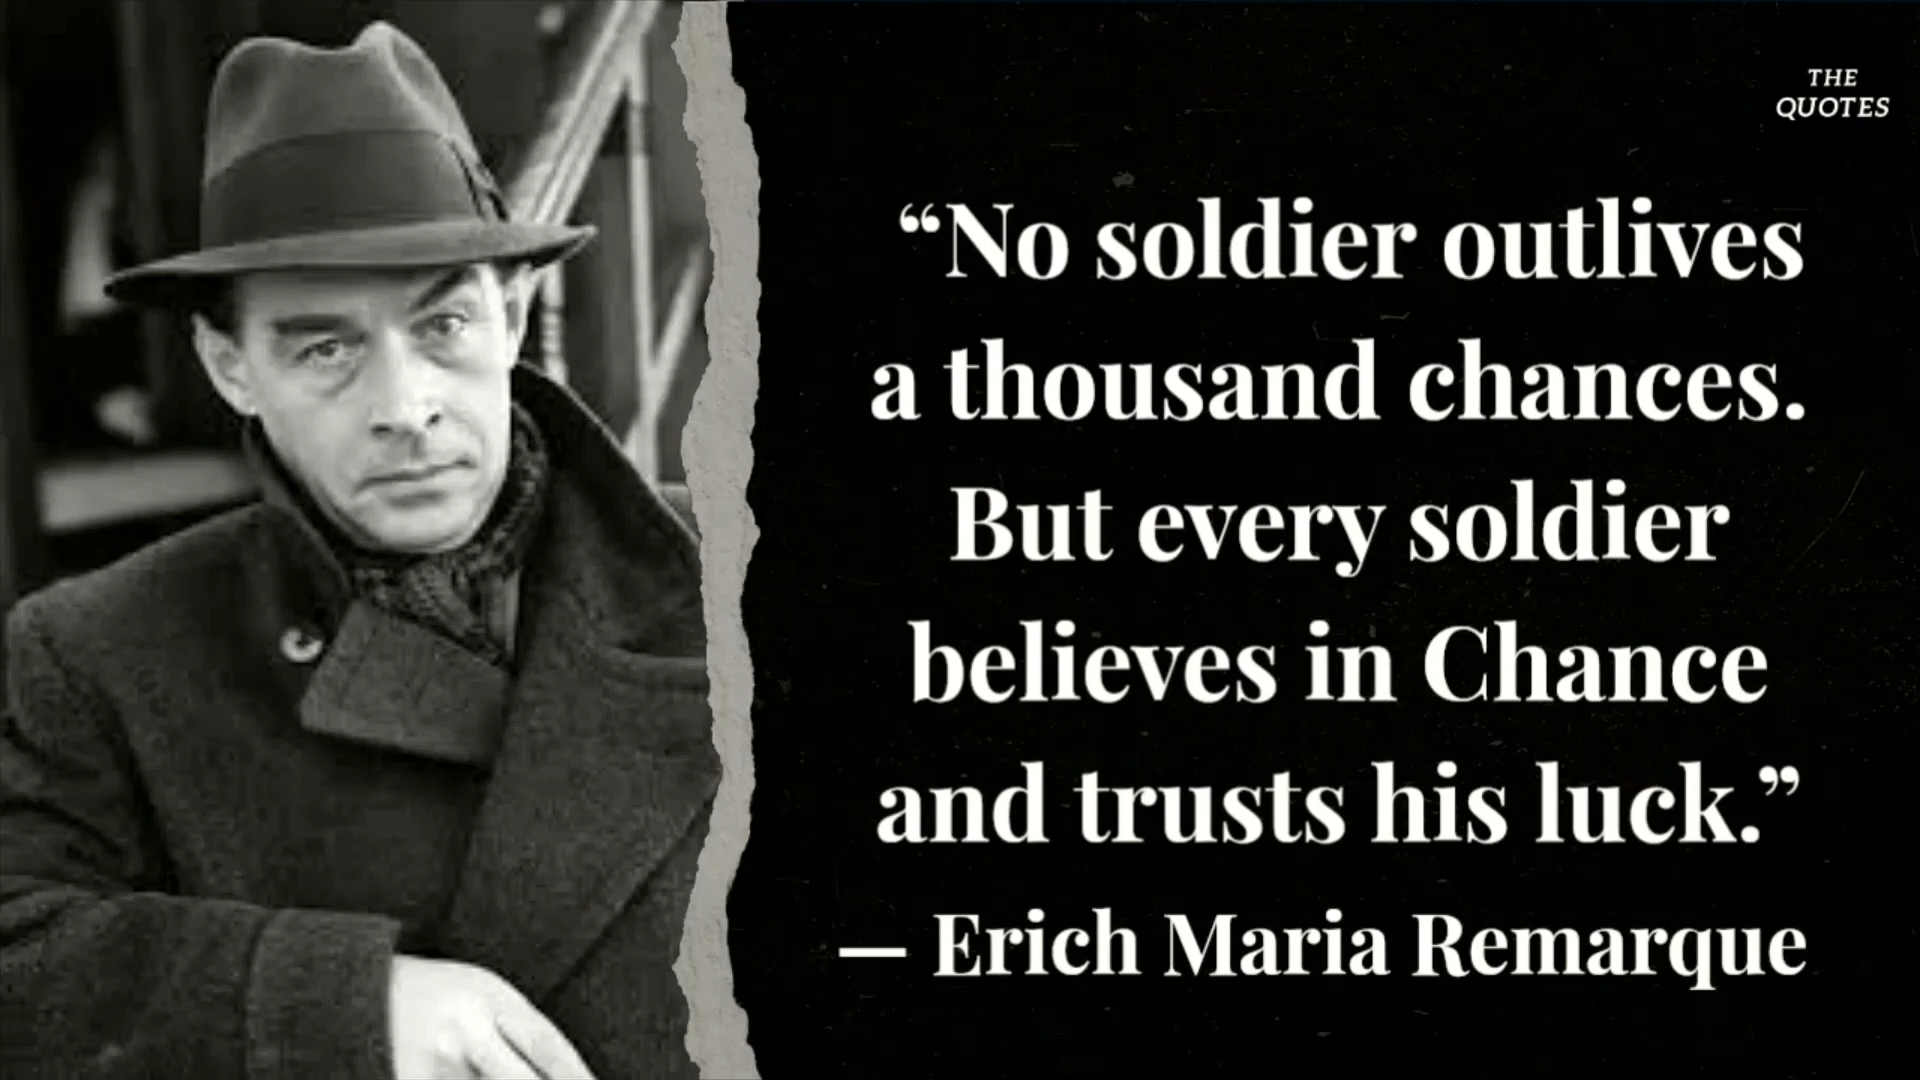 THE
QUOTES
“No soldier outlives
a thousand chances.
But every soldier
believes in Chance
and trusts his luck.”
— Erich Maria Remarque